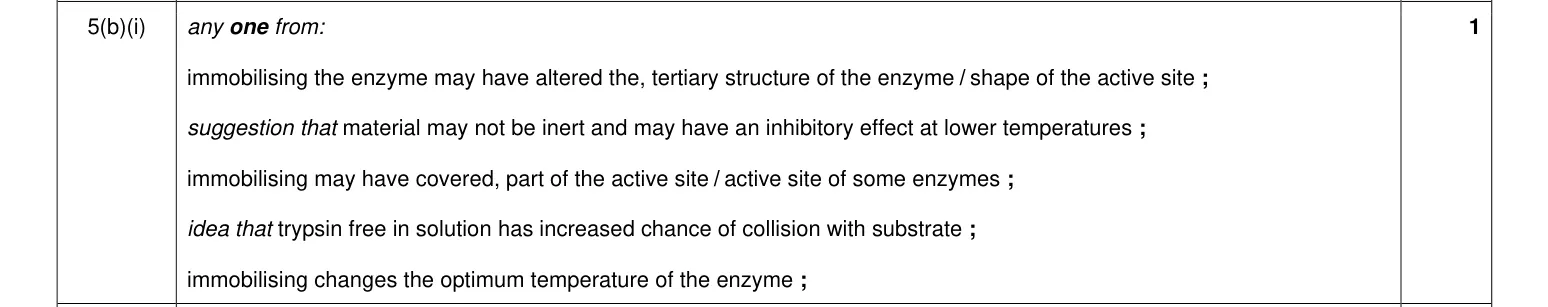 5(b)(i) any one from: 1
immobilising the enzyme may have altered the, tertiary structure of the enzyme / shape of the active site ;
suggestion that material may not be inert and may have an inhibitory effect at lower temperatures ;
immobilising may have covered, part of the active site / active site of some enzymes ;
idea that trypsin free in solution has increased chance of collision with substrate ;
immobilising changes the optimum temperature of the enzyme ;